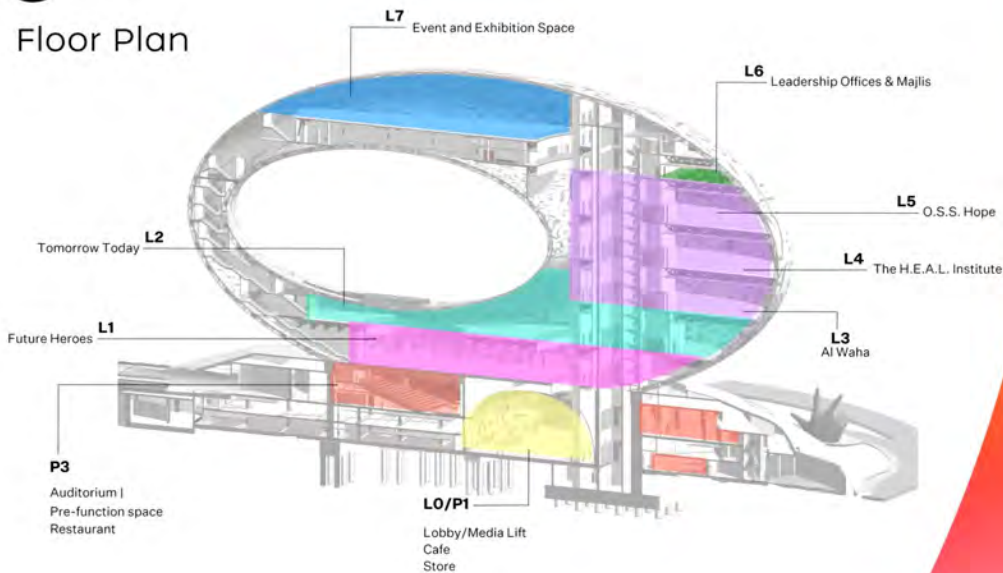 Floor Plan
L7
Event and Exhibition Space
L6
Leadership Offices & Majlis
L5
O.S.S. Hope
L2
Tomorrow Today
L4
The H.E.A.L. Institute
L1
Future Heroes
L3
Al Waha
P3
Auditorium |
Pre-function space
Restaurant
L0/P1
Lobby/Media Lift
Cafe
Store